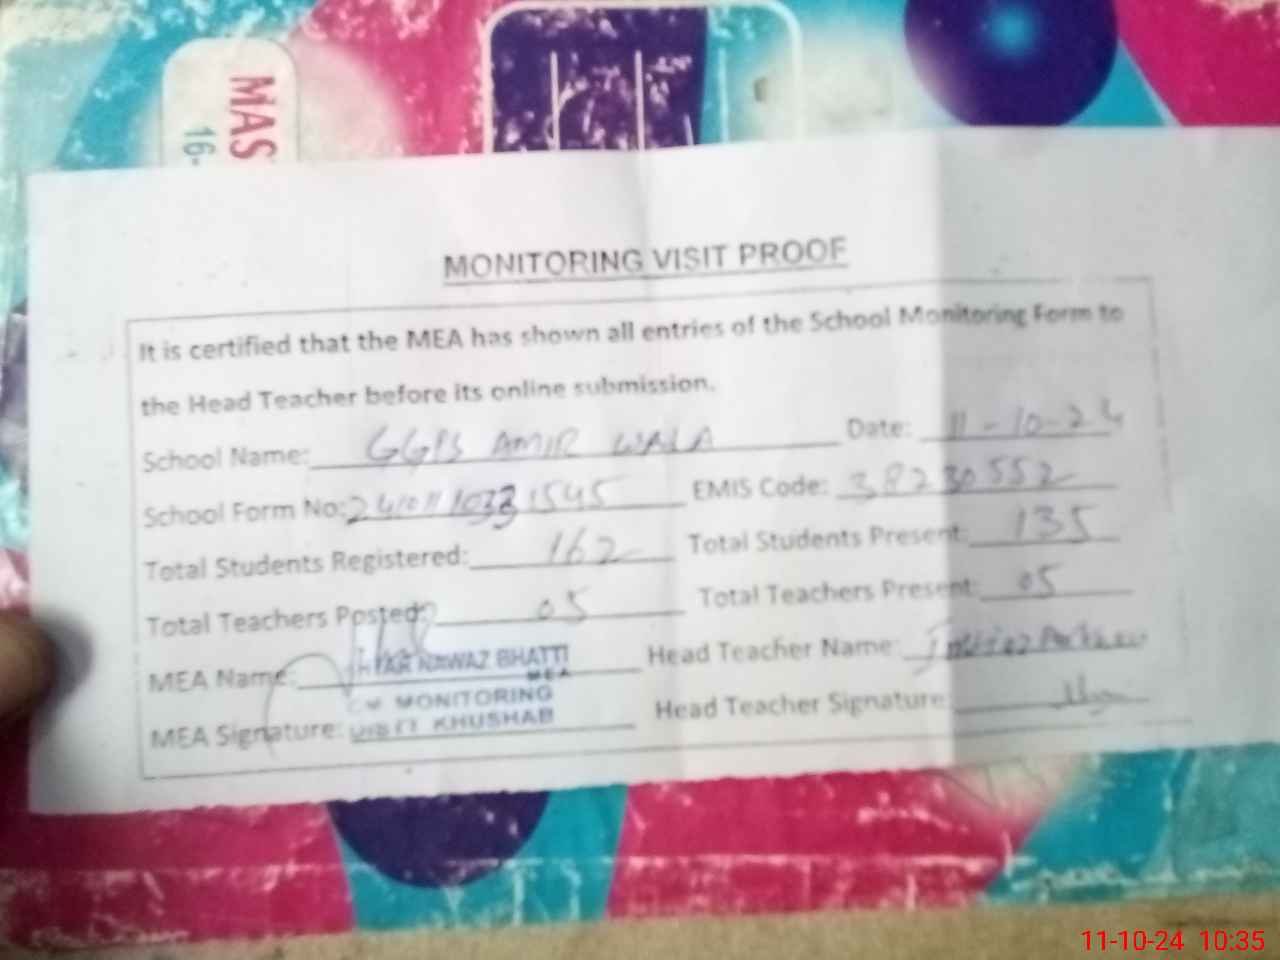 MAS
16-
MONITORING VISIT PROOF
It is certified that the MEA has shown all entries of the School Monitoring Form to
the Head Teacher before its online submission.
School Name: GGPS AMIR WALA Date: 11-10-24
School Form No: EMIS Code: 38230552
Total Students Registered: 162 Total Students Present: 135
Total Teachers Posted: 05 Total Teachers Present: 05
MEA Name: NAWAZ BHATTI Head Teacher Name:
MEA
MONITORING
MEA Signature: DISTT KHUSHAB Head Teacher Signature:
11-10-24 10:35